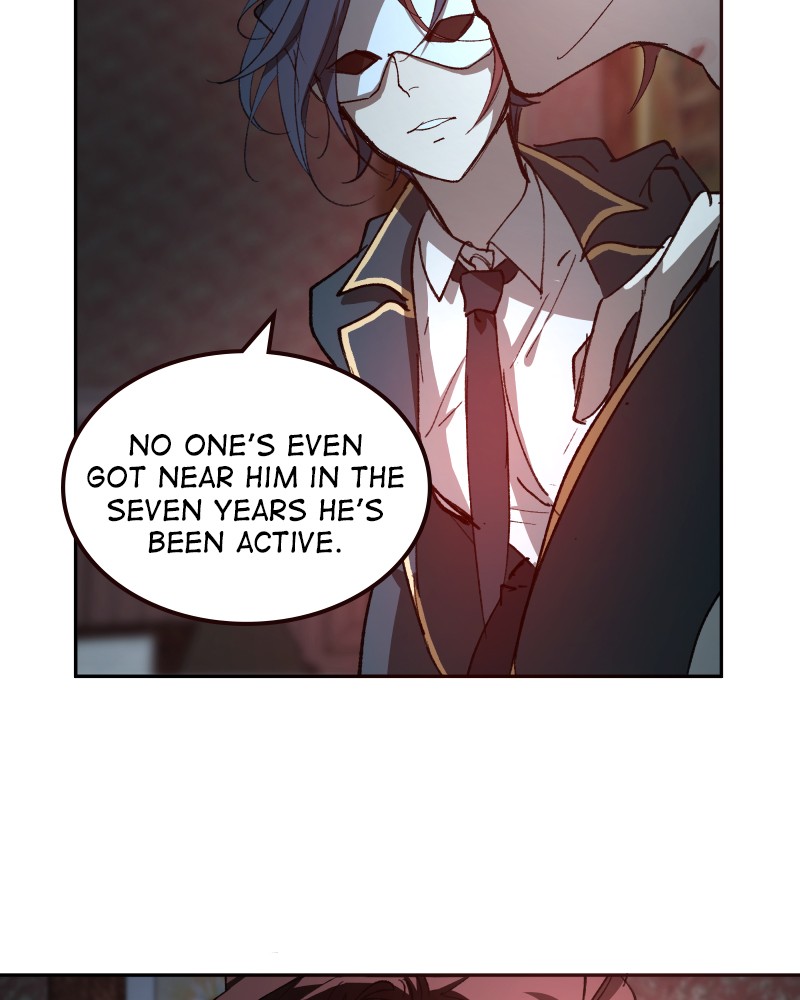 NO ONE'S EVEN
GOT NEAR HIM IN THE
SEVEN YEARS HE'S
BEEN ACTIVE.